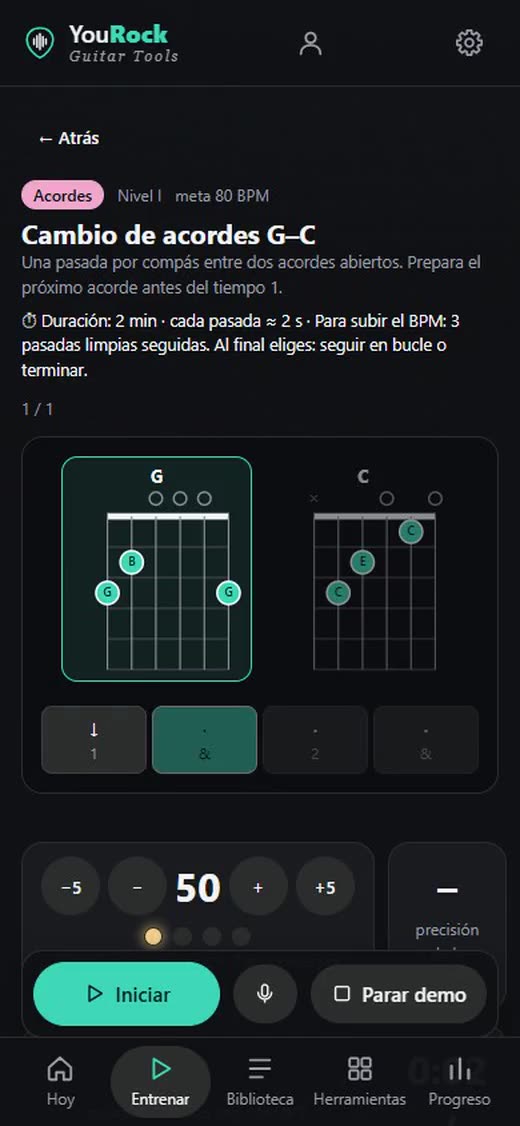 YouRock
Guitar Tools
← Atrás
Acordes Nivel I meta 80 BPM
Cambio de acordes G–C
Una pasada por compás entre dos acordes abiertos. Prepara el
próximo acorde antes del tiempo 1.
⏱ Duración: 2 min · cada pasada ≈ 2 s · Para subir el BPM: 3
pasadas limpias seguidas. Al final eliges: seguir en bucle o
terminar.
1 / 1
G C
×
C
B E
G G C
↓ · · ·
1 & 2 &
−5 − 50 + +5 –
precisión
Iniciar Parar demo
Hoy Entrenar Biblioteca Herramientas Progreso